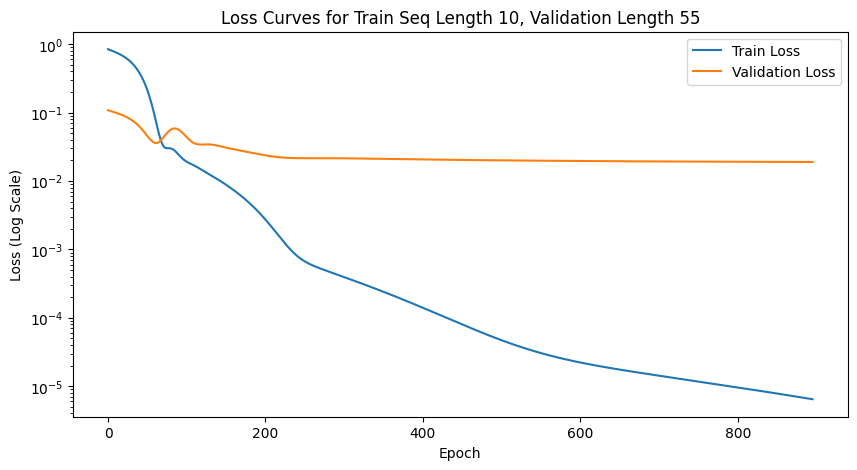 Loss Curves for Train Seq Length 10, Validation Length 55
Train Loss
Validation Loss
10⁰
10⁻¹
10⁻²
10⁻³
10⁻⁴
10⁻⁵
Loss (Log Scale)
0 200 400 600 800
Epoch